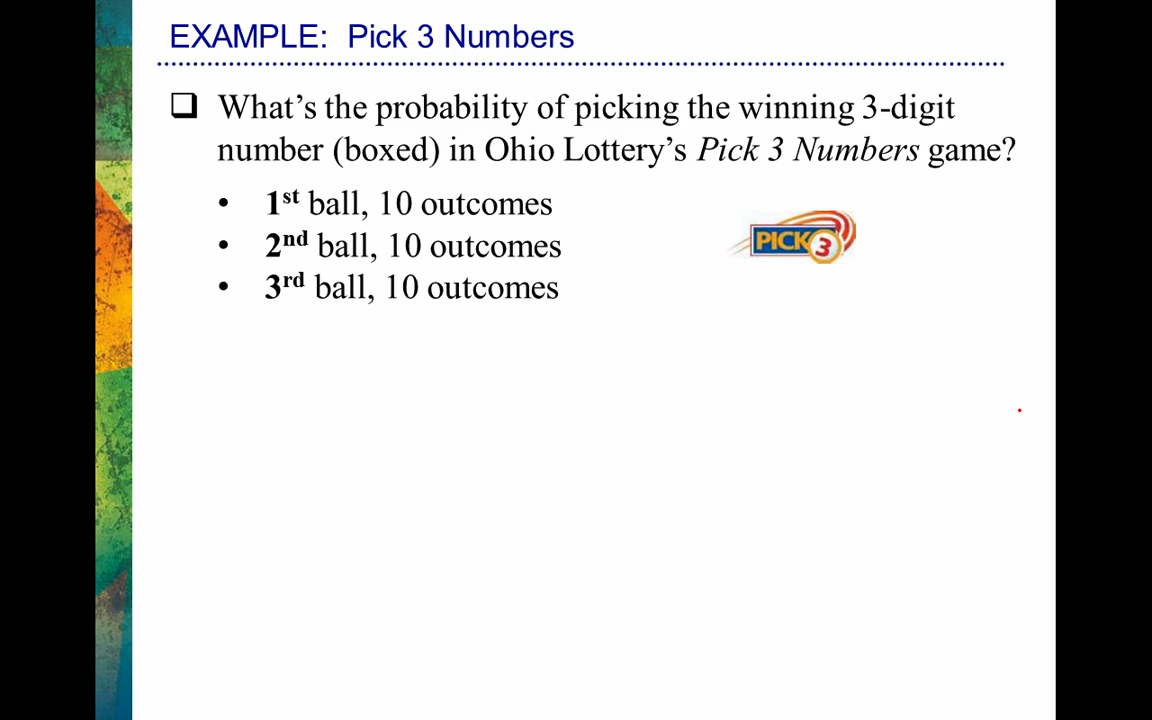 EXAMPLE: Pick 3 Numbers
❑ What’s the probability of picking the winning 3-digit
number (boxed) in Ohio Lottery’s Pick 3 Numbers game?
• 1st ball, 10 outcomes
• 2nd ball, 10 outcomes
• 3rd ball, 10 outcomes
PICK 3